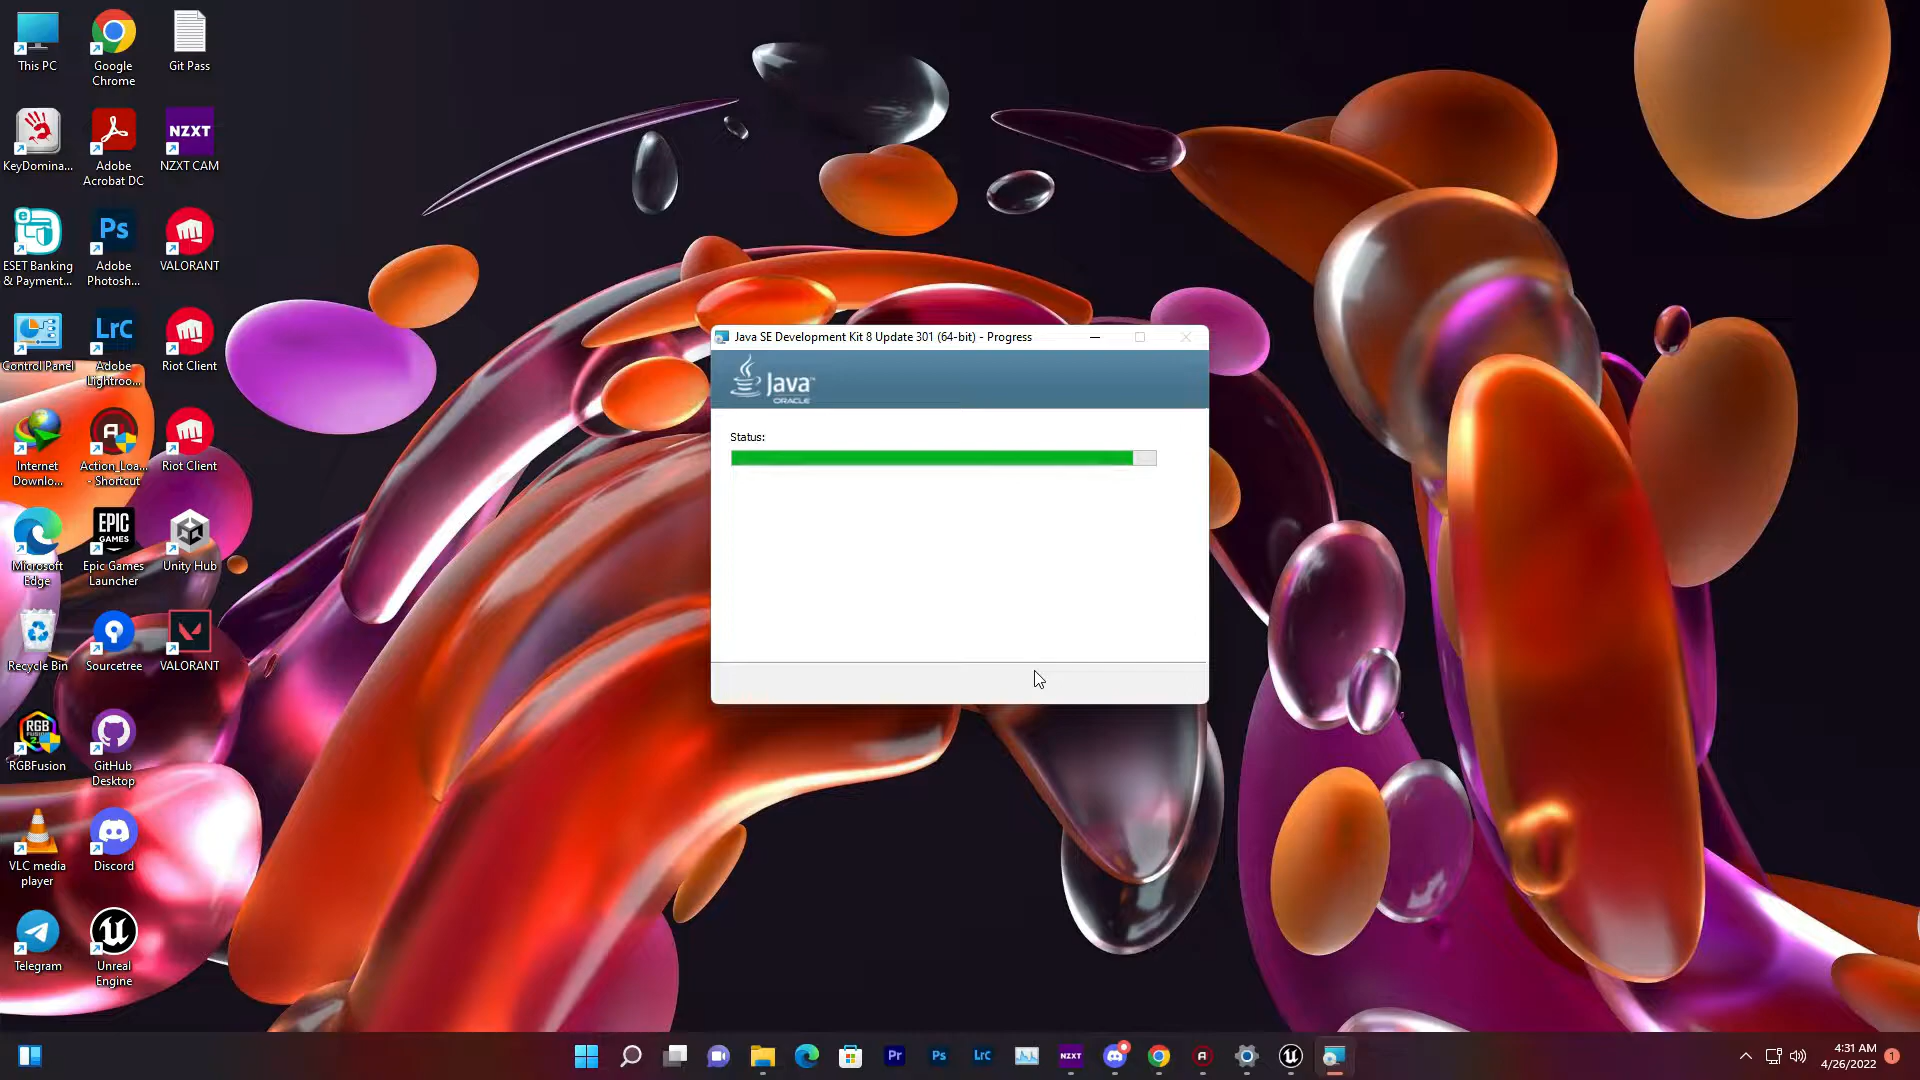 This PC
Google
Chrome
Git Pass
KeyDomina...
Adobe
Acrobat DC
NZXT
NZXT CAM
ESET Banking
& Payment...
Ps
Adobe
Photosh...
VALORANT
Control Panel
LrC
Adobe
Lightroo...
Riot Client
Internet
Downlo...
Action_Loa...
- Shortcut
Riot Client
Microsoft
Edge
EPIC
GAMES
Epic Games
Launcher
Unity Hub
Recycle Bin
Sourcetree
VALORANT
RGB
RGBFusion
GitHub
Desktop
VLC media
player
Discord
Telegram
Unreal
Engine
Java SE Development Kit 8 Update 301 (64-bit) - Progress
Java™
ORACLE
Status:
Pr
Ps
LrC
NZXT
4:31 AM
4/26/2022
1